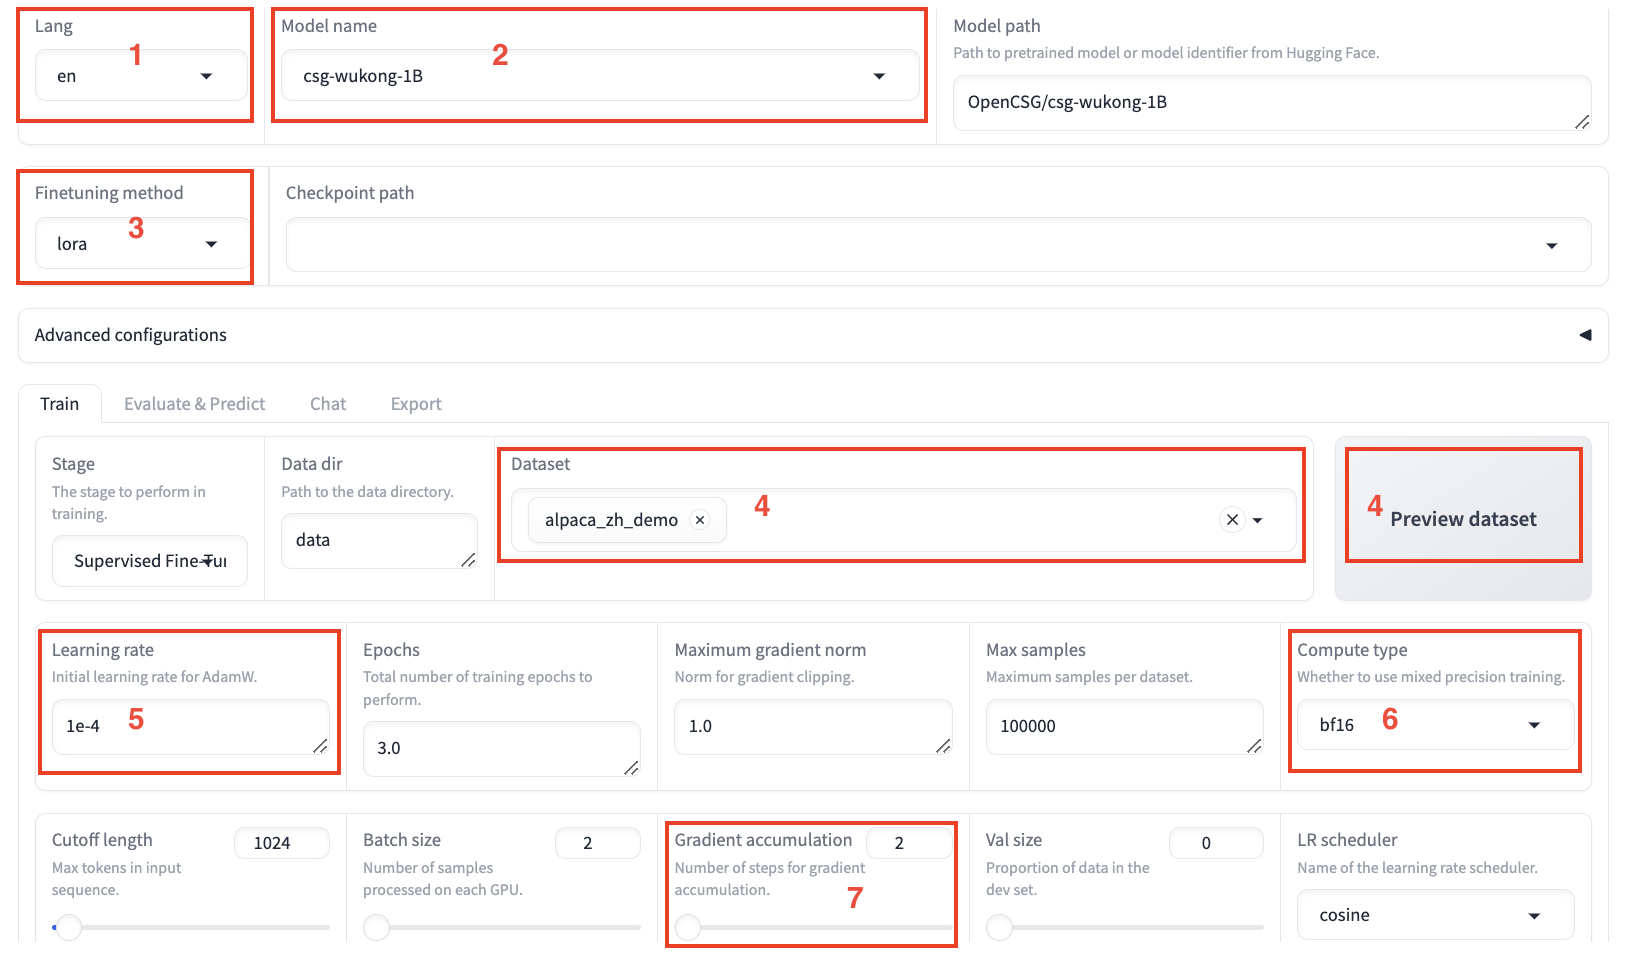 Lang
1
en
Model name
2
csg-wukong-1B
Model path
Path to pretrained model or model identifier from Hugging Face.
OpenCSG/csg-wukong-1B
Finetuning method
3
lora
Checkpoint path
Advanced configurations
Train
Evaluate & Predict
Chat
Export
Stage
The stage to perform in
training.
Supervised Fine-Tu
Data dir
Path to the data directory.
data
Dataset
alpaca_zh_demo
4
4
Preview dataset
Learning rate
Initial learning rate for AdamW.
1e-4
5
Epochs
Total number of training epochs to
perform.
3.0
Maximum gradient norm
Norm for gradient clipping.
1.0
Max samples
Maximum samples per dataset.
100000
Compute type
Whether to use mixed precision training.
bf16
6
Cutoff length
1024
Max tokens in input
sequence.
Batch size
2
Number of samples
processed on each GPU.
Gradient accumulation
2
Number of steps for gradient
accumulation.
7
Val size
0
Proportion of data in the
dev set.
LR scheduler
Name of the learning rate scheduler.
cosine